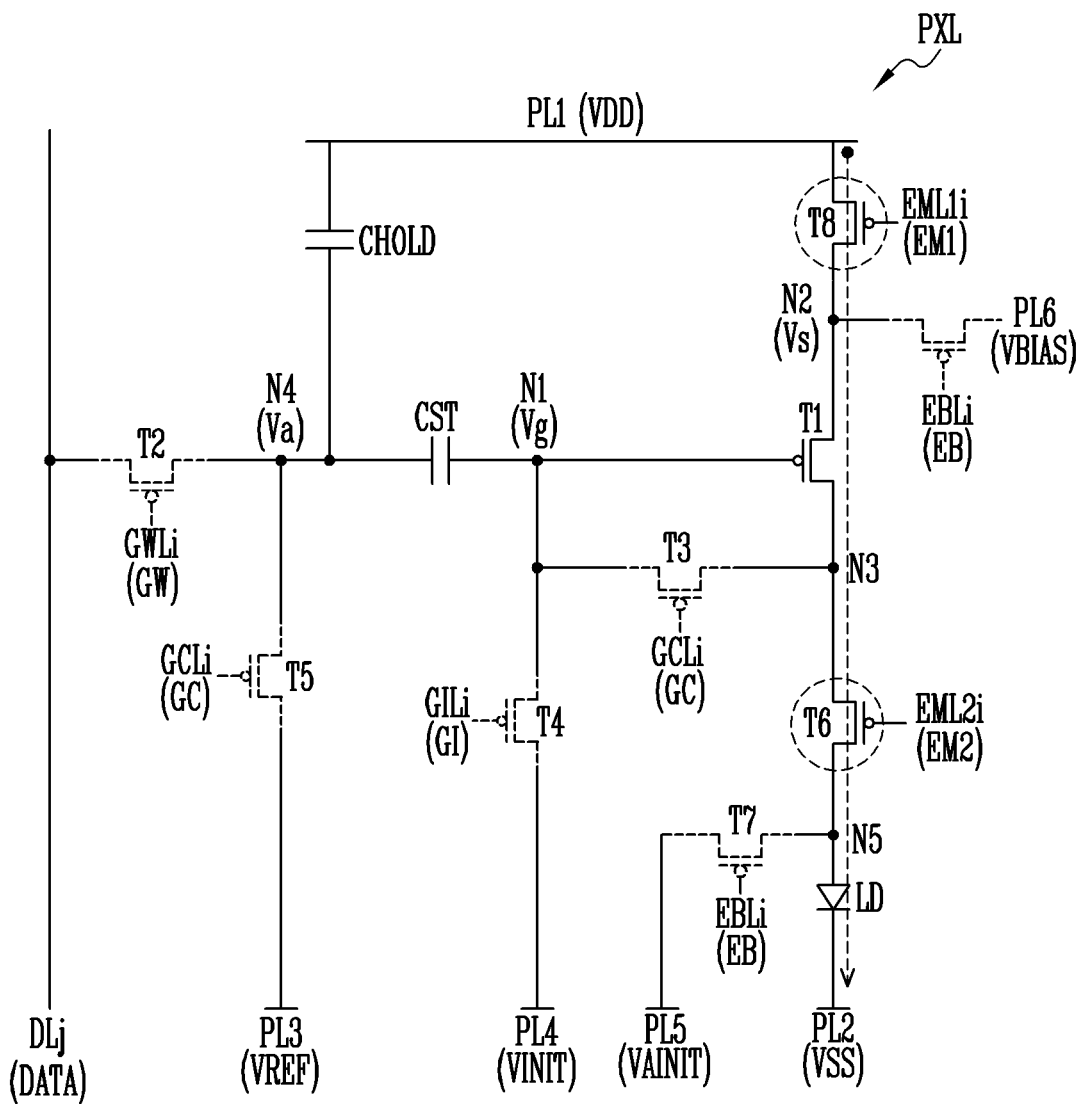 PXL
PL1 (VDD)
T8
EML1i
(EM1)
CHOLD
N2
(Vs)
PL6
(VBIAS)
EBLi
(EB)
N4
(Va)
CST
N1
(Vg)
T1
T2
GWLi
(GW)
T3
N3
GCLi
(GC)
GCLi
(GC)
T5
GILi
(GI)
T4
T6
EML2i
(EM2)
T7
N5
EBLi
(EB)
LD
DLj
(DATA)
PL3
(VREF)
PL4
(VINIT)
PL5
(VAINIT)
PL2
(VSS)